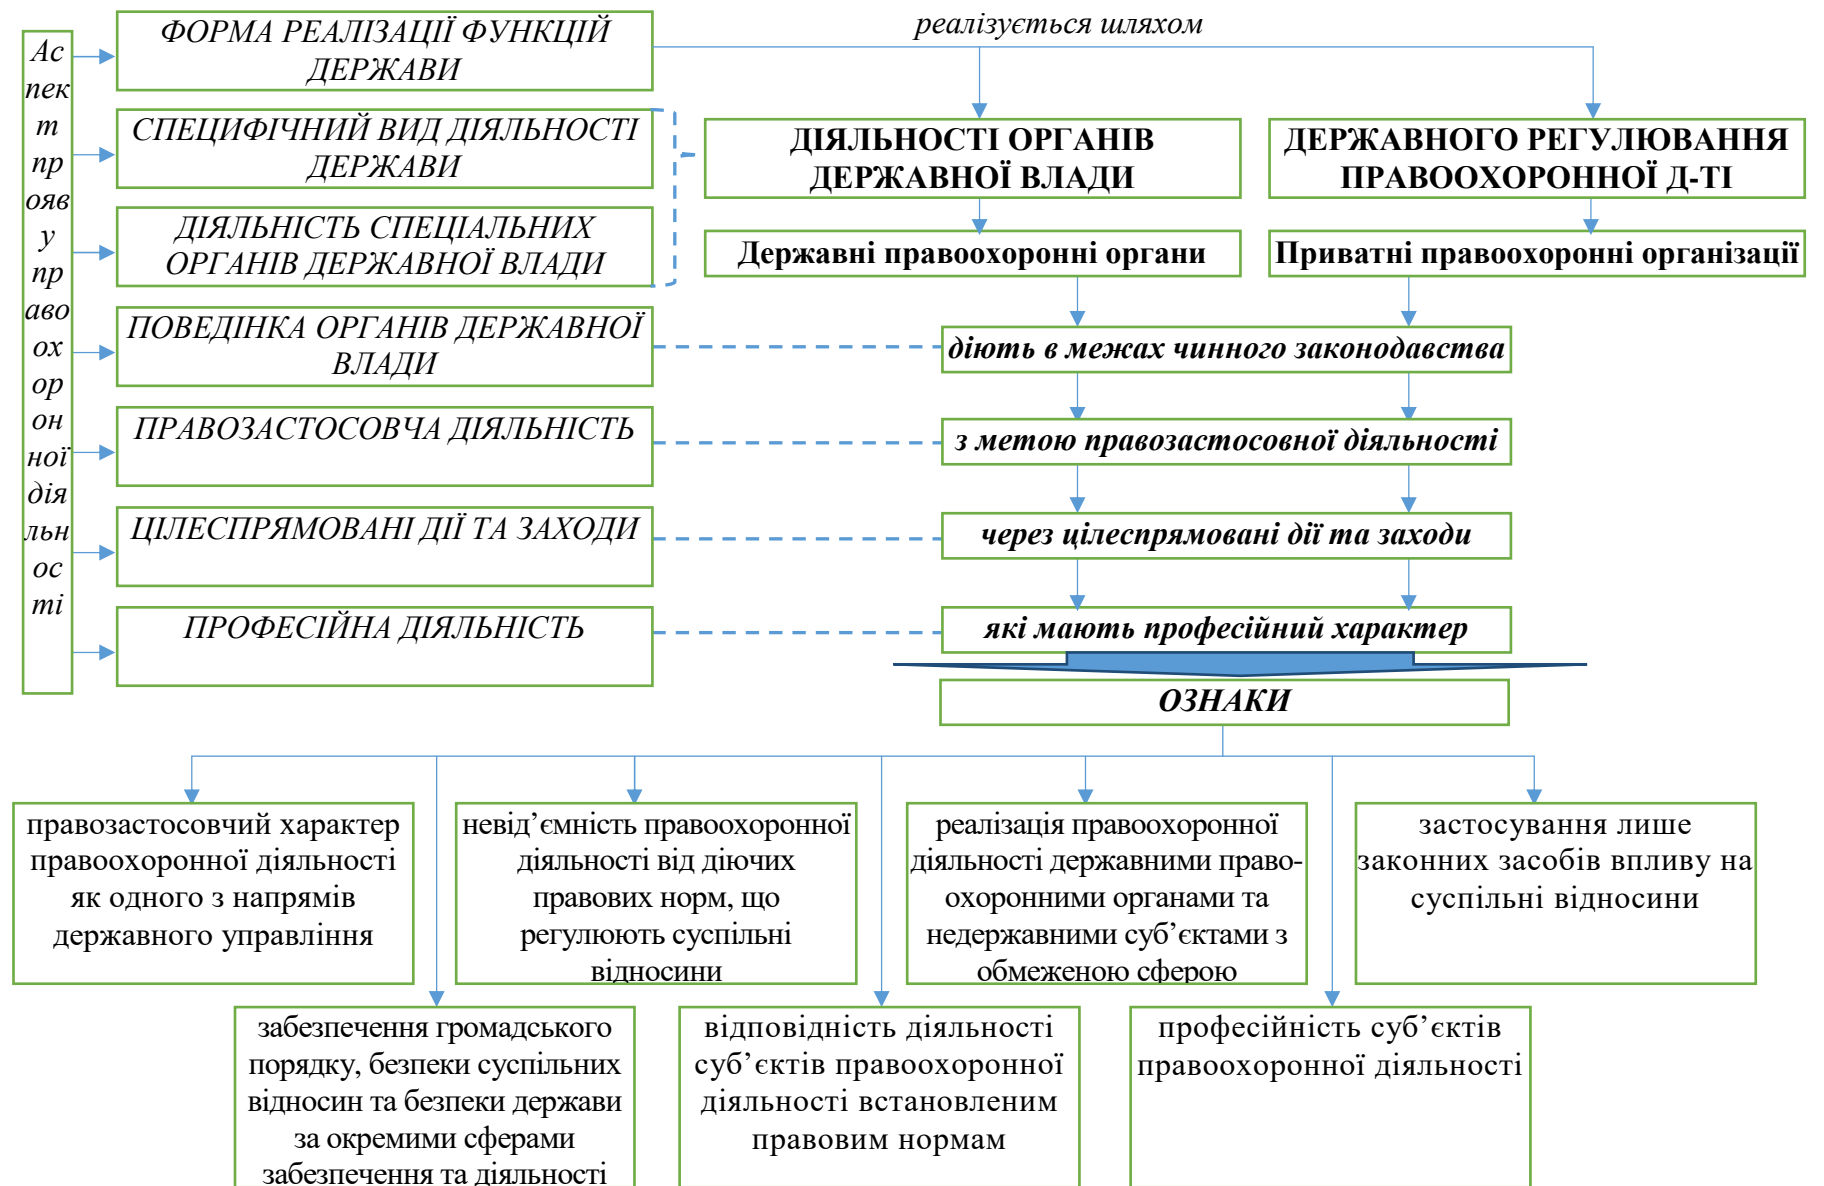 Ас
пек
т
пр
ояв
у
пр
аво
ох
ор
он
ної
дія
льн
ос
ті
ФОРМА РЕАЛІЗАЦІЇ ФУНКЦІЙ
ДЕРЖАВИ
реалізується шляхом
СПЕЦИФІЧНИЙ ВИД ДІЯЛЬНОСТІ
ДЕРЖАВИ
ДІЯЛЬНІСТЬ СПЕЦІАЛЬНИХ
ОРГАНІВ ДЕРЖАВНОЇ ВЛАДИ
ПОВЕДІНКА ОРГАНІВ ДЕРЖАВНОЇ
ВЛАДИ
ПРАВОЗАСТОСОВЧА ДІЯЛЬНІСТЬ
ЦІЛЕСПРЯМОВАНІ ДІЇ ТА ЗАХОДИ
ПРОФЕСІЙНА ДІЯЛЬНІСТЬ
ДІЯЛЬНОСТІ ОРГАНІВ
ДЕРЖАВНОЇ ВЛАДИ
ДЕРЖАВНОГО РЕГУЛЮВАННЯ
ПРАВООХОРОННОЇ Д-ТІ
Державні правоохоронні органи
Приватні правоохоронні організації
діють в межах чинного законодавства
з метою правозастосовної діяльності
через цілеспрямовані дії та заходи
які мають професійний характер
ОЗНАКИ
правозастосовчий характер
правоохоронної діяльності
як одного з напрямів
державного управління
невід’ємність правоохоронної
діяльності від діючих
правових норм, що
регулюють суспільні
відносини
реалізація правоохоронної
діяльності державними право-
охоронними органами та
недержавними суб’єктами з
обмеженою сферою
застосування лише
законних засобів впливу на
суспільні відносини
забезпечення громадського
порядку, безпеки суспільних
відносин та безпеки держави
за окремими сферами
забезпечення та діяльності
відповідність діяльності
суб’єктів правоохоронної
діяльності встановленим
правовим нормам
професійність суб’єктів
правоохоронної діяльності